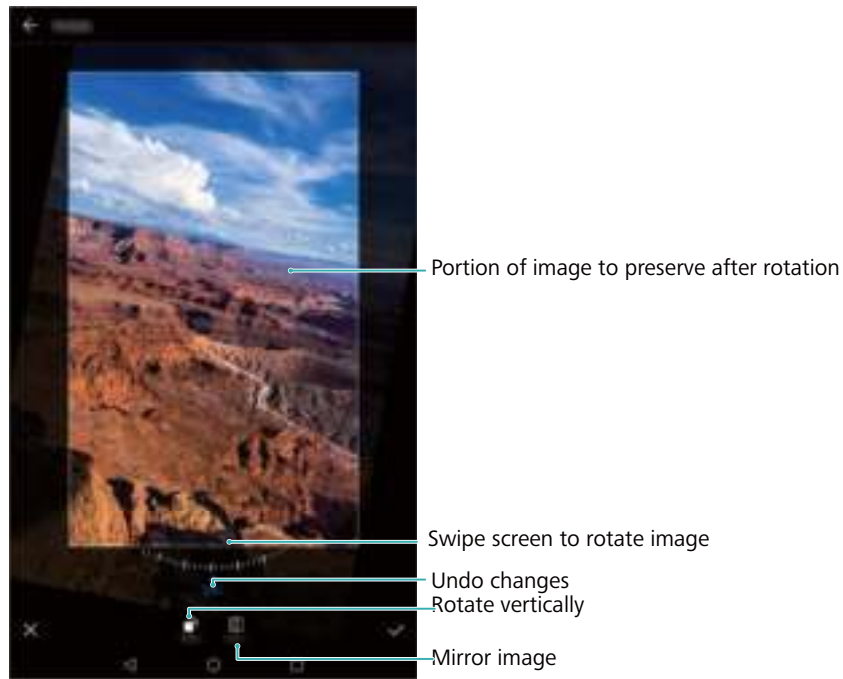 Portion of image to preserve after rotation
Swipe screen to rotate image
Undo changes
Rotate vertically
Mirror image